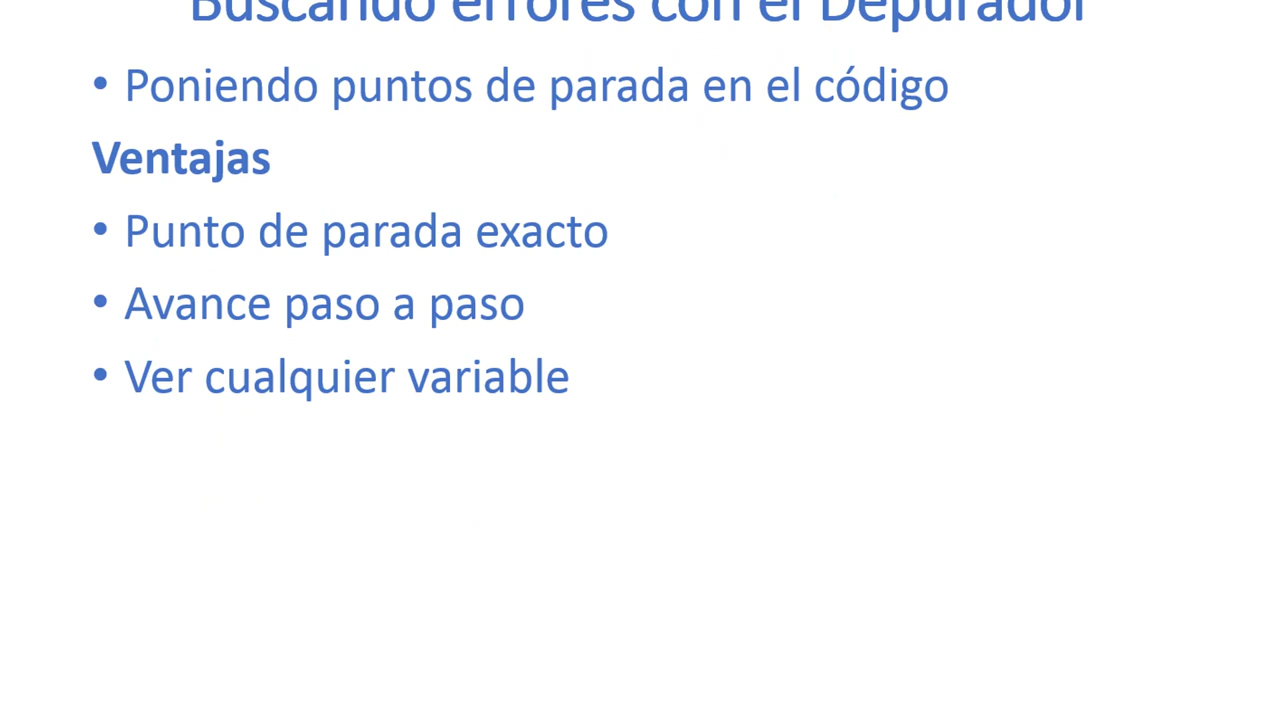 Buscando errores con el Depurador
• Poniendo puntos de parada en el código
Ventajas
• Punto de parada exacto
• Avance paso a paso
• Ver cualquier variable